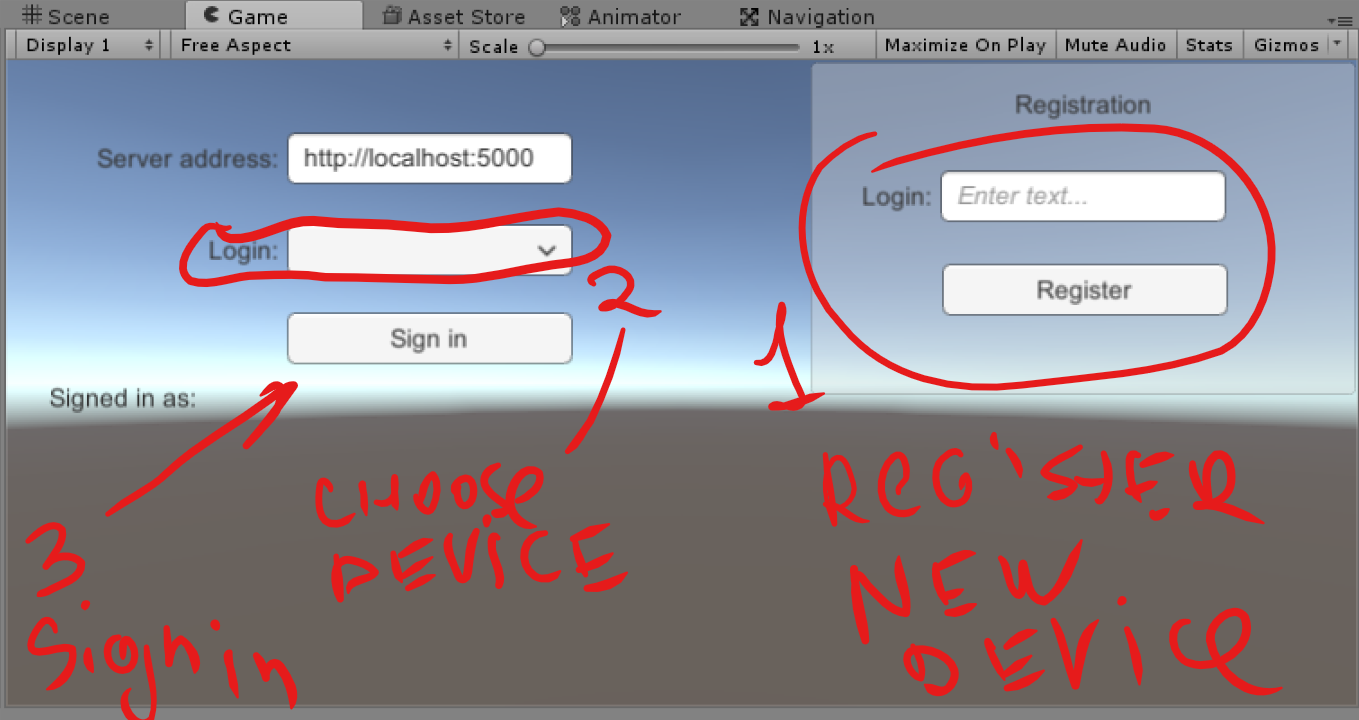 Scene Game Asset Store Animator Navigation
Display 1 Free Aspect Scale 1x Maximize On Play Mute Audio Stats Gizmos
Registration
Server address: http://localhost:5000
Login: Enter text...
Login:
2
Register
1
Sign in
Signed in as:
3
Sign in
CHOOSE
DEVICE
REGISTER
NEW
DEVICE